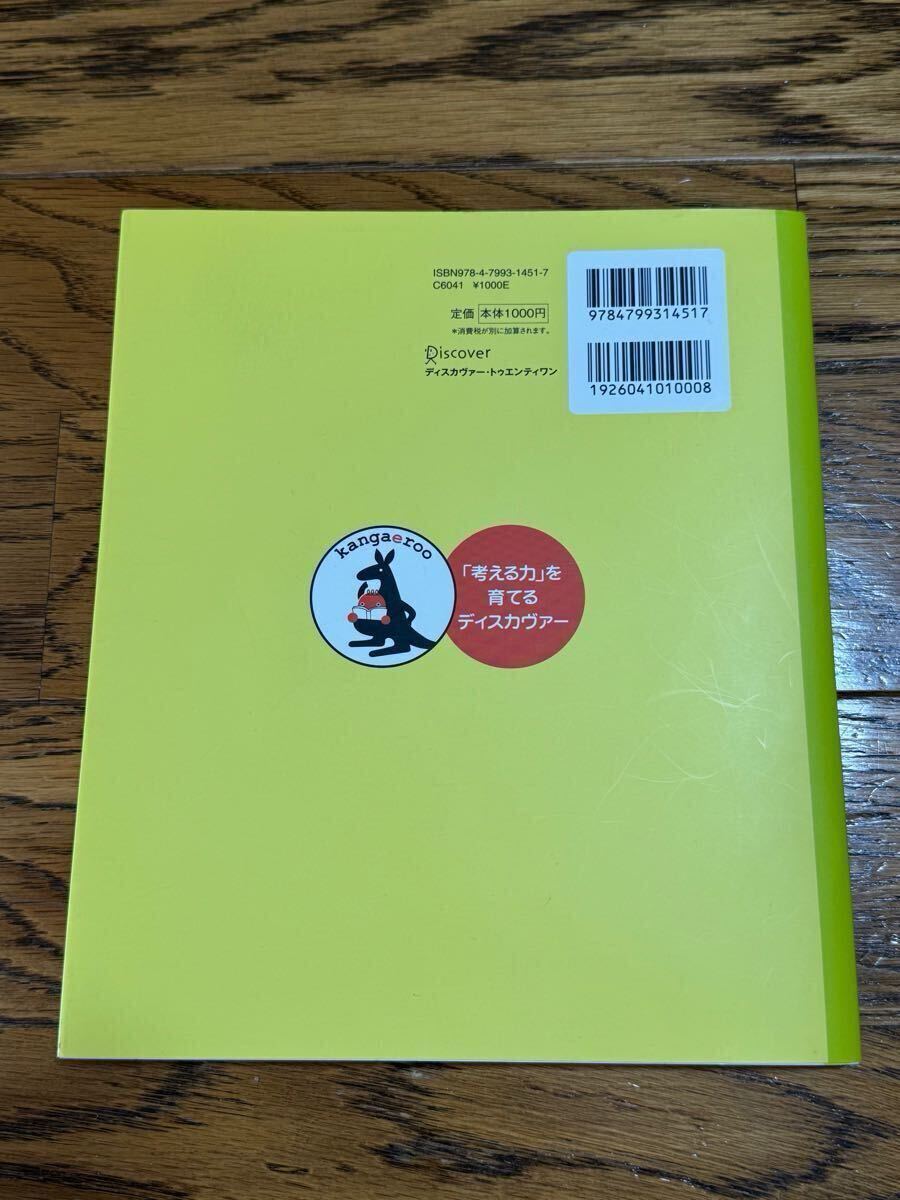 ISBN978-4-7993-1451-7
C6041 ¥1000E
定価 本体1000円
*消費税が別に加算されます。
Discover
ディスカヴァー・トゥエンティワン
9784799314517
1926041010008
kangaeroo
「考える力」を
育てる
ディスカヴァー